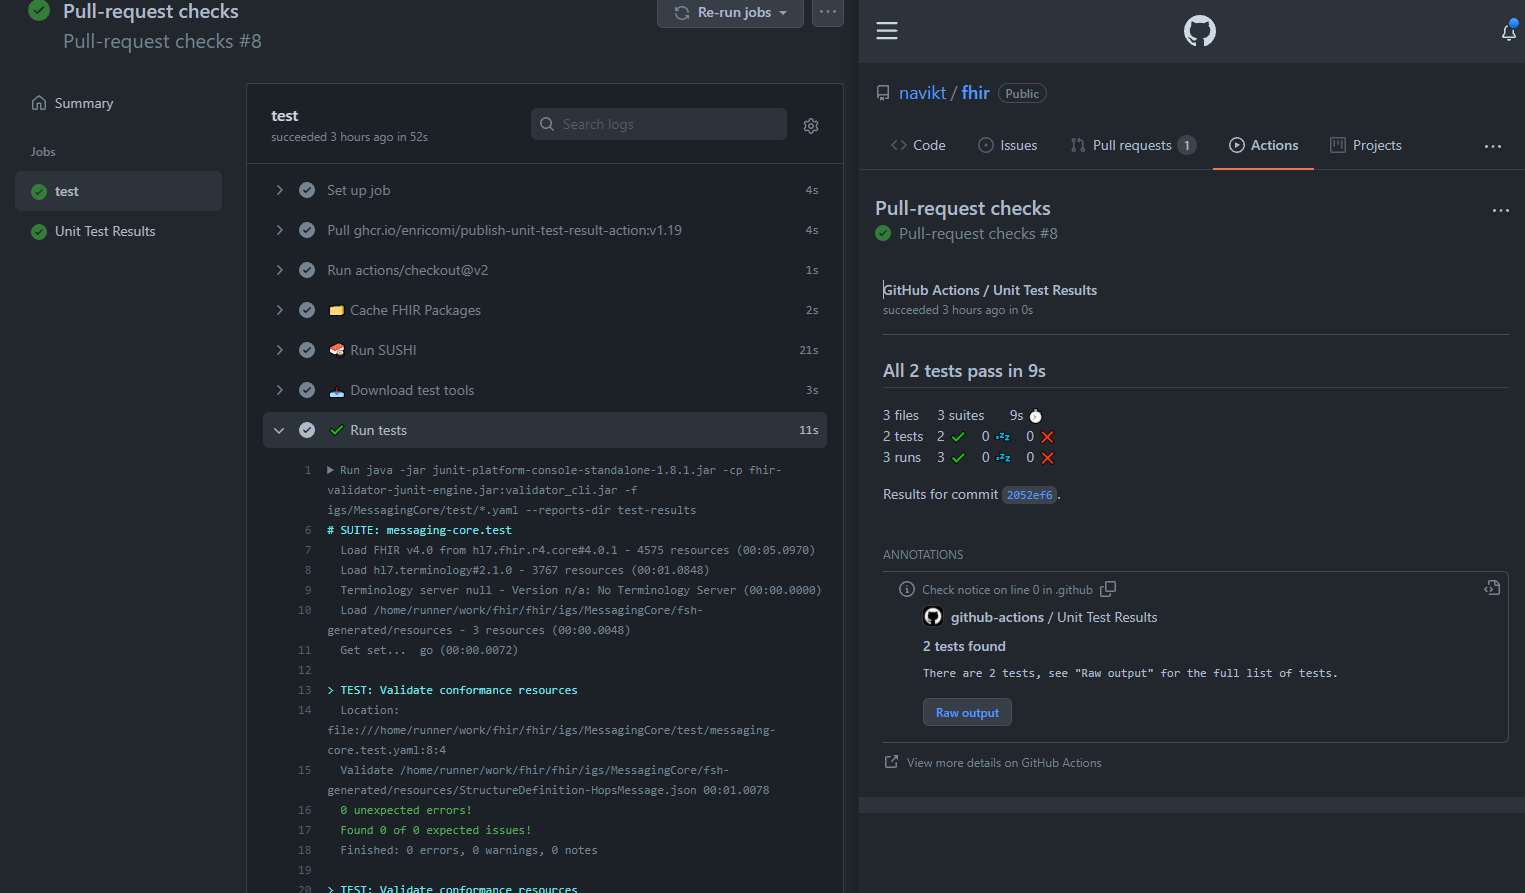 Pull-request checks
Pull-request checks #8
Re-run jobs
Summary
Jobs
test
Unit Test Results
test
succeeded 3 hours ago in 52s
Search logs
Set up job 4s
Pull ghcr.io/enricomi/publish-unit-test-result-action:v1.19 4s
Run actions/checkout@v2 1s
Cache FHIR Packages 2s
Run SUSHI 21s
Download test tools 3s
Run tests 11s
1 Run java -jar junit-platform-console-standalone-1.8.1.jar -cp fhir-
validator-junit-engine.jar:validator_cli.jar -f
igs/MessagingCore/test/*.yaml --reports-dir test-results
6 # SUITE: messaging-core.test
7 Load FHIR v4.0 from hl7.fhir.r4.core#4.0.1 - 4575 resources (00:05.0970)
8 Load hl7.terminology#2.1.0 - 3767 resources (00:01.0848)
9 Terminology server null - Version n/a: No Terminology Server (00:00.0000)
10 Load /home/runner/work/fhir/fhir/igs/MessagingCore/fsh-
generated/resources - 3 resources (00:00.0048)
11 Get set... go (00:00.0072)
12
13 > TEST: Validate conformance resources
14 Location:
file:///home/runner/work/fhir/fhir/igs/MessagingCore/test/messaging-
core.test.yaml:8:4
15 Validate /home/runner/work/fhir/fhir/igs/MessagingCore/fsh-
generated/resources/StructureDefinition-HopsMessage.json 00:01.0078
16 0 unexpected errors!
17 Found 0 of 0 expected issues!
18 Finished: 0 errors, 0 warnings, 0 notes
19
20 > TEST: Validate conformance resources
navikt / fhir Public
Code Issues Pull requests 1 Actions Projects
Pull-request checks
Pull-request checks #8
GitHub Actions / Unit Test Results
succeeded 3 hours ago in 0s
All 2 tests pass in 9s
3 files 3 suites 9s
2 tests 2 0 0
3 runs 3 0 0
Results for commit 2052ef6.
ANNOTATIONS
Check notice on line 0 in .github
github-actions / Unit Test Results
2 tests found
There are 2 tests, see "Raw output" for the full list of tests.
Raw output
View more details on GitHub Actions